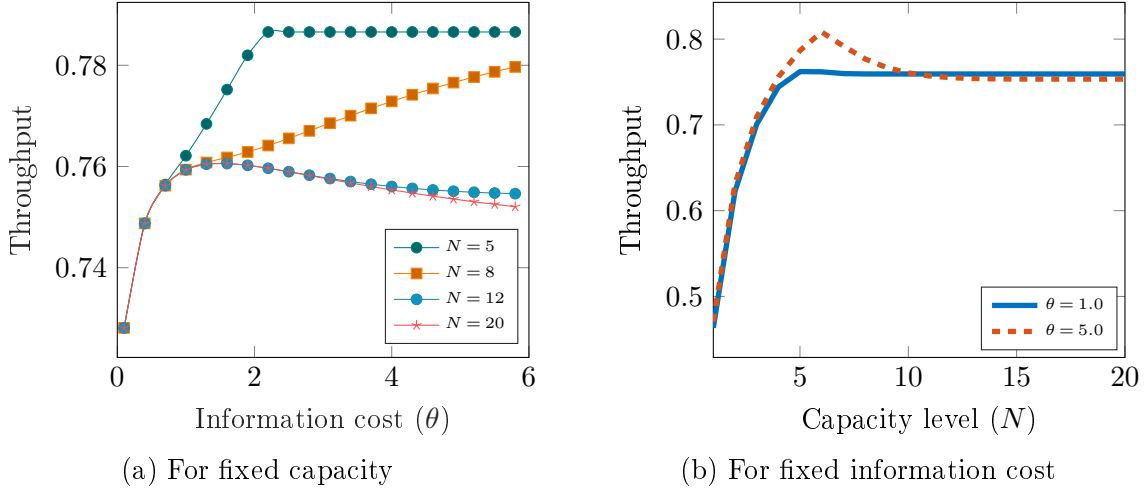 Throughput
0.78
0.76
0.74
N = 5
N = 8
N = 12
N = 20
0
2
4
6
Information cost (θ)
(a) For fixed capacity
Throughput
0.8
0.7
0.6
0.5
θ = 1.0
θ = 5.0
5
10
15
20
Capacity level (N)
(b) For fixed information cost